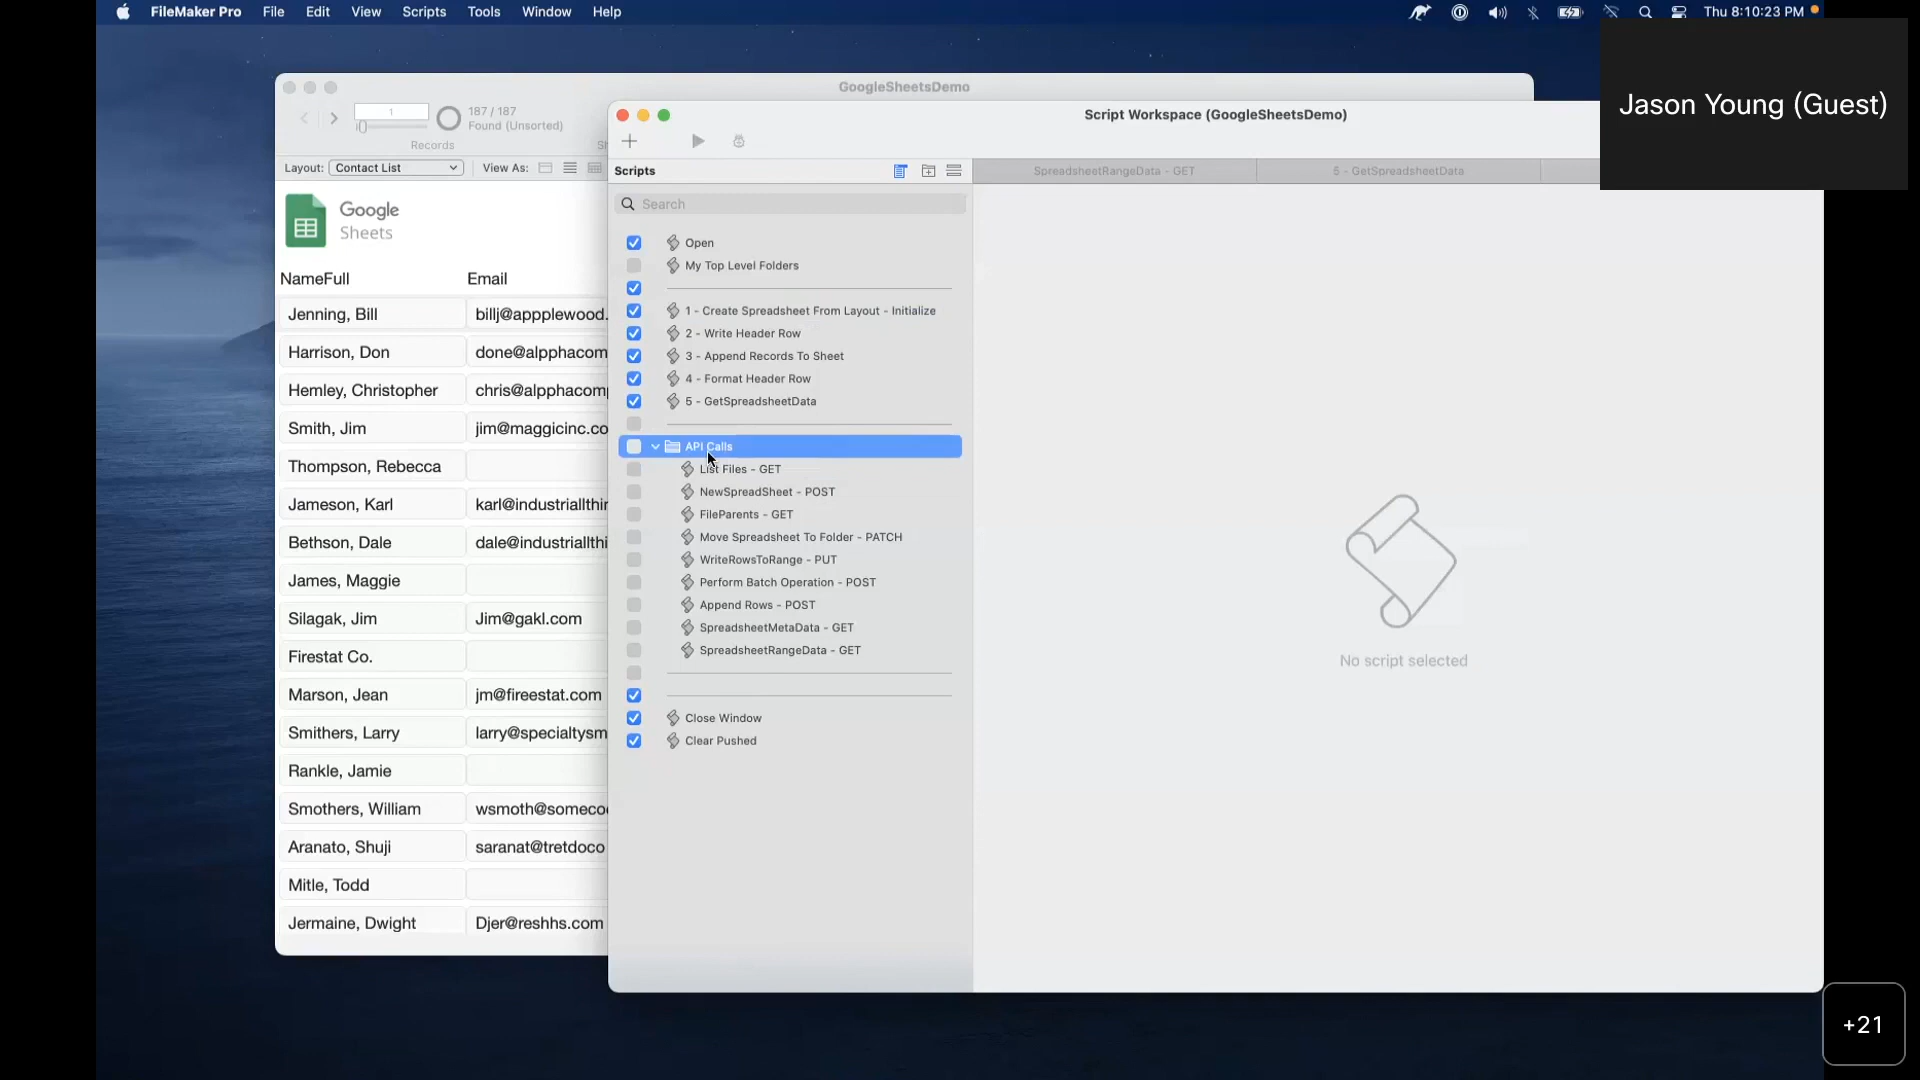 FileMaker Pro File Edit View Scripts Tools Window Help
Thu 8:10:23 PM
Jason Young (Guest)
GoogleSheetsDemo
1
187 / 187
Found (Unsorted)
Records
Layout: Contact List View As:
Google
Sheets
NameFull Email
Jenning, Bill billj@appplewood.
Harrison, Don done@alpphacom
Hemley, Christopher chris@alpphacom
Smith, Jim jim@maggicinc.co
Thompson, Rebecca
Jameson, Karl karl@industriallthi
Bethson, Dale dale@industriallthi
James, Maggie
Silagak, Jim Jim@gakl.com
Firestat Co.
Marson, Jean jm@fireestat.com
Smithers, Larry larry@specialtysm
Rankle, Jamie
Smothers, William wsmoth@someco
Aranato, Shuji saranat@tretdoco
Mitle, Todd
Jermaine, Dwight Djer@reshhs.com
Script Workspace (GoogleSheetsDemo)
Scripts
SpreadsheetRangeData - GET
5 - GetSpreadsheetData
Search
Open
My Top Level Folders
1 - Create Spreadsheet From Layout - Initialize
2 - Write Header Row
3 - Append Records To Sheet
4 - Format Header Row
5 - GetSpreadsheetData
API Calls
List Files - GET
NewSpreadSheet - POST
FileParents - GET
Move Spreadsheet To Folder - PATCH
WriteRowsToRange - PUT
Perform Batch Operation - POST
Append Rows - POST
SpreadsheetMetaData - GET
SpreadsheetRangeData - GET
Close Window
Clear Pushed
No script selected
+21